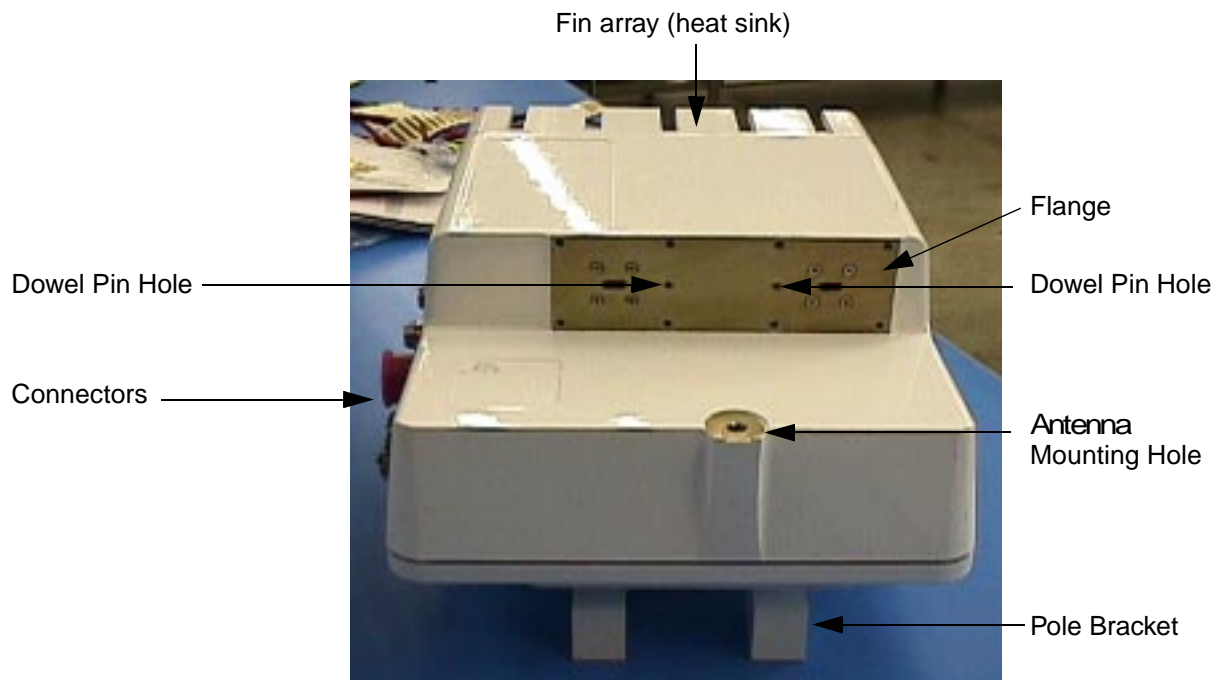 Fin array (heat sink)
Flange
Dowel Pin Hole
Dowel Pin Hole
Connectors
Antenna
Mounting Hole
Pole Bracket